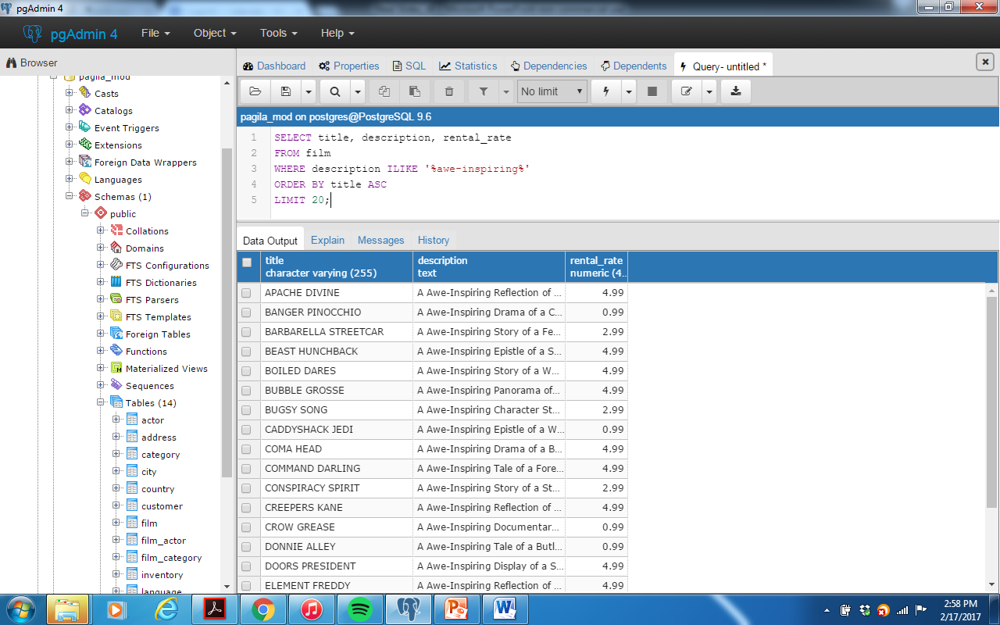 pgAdmin 4
pgAdmin 4 File Object Tools Help
Browser
Dashboard Properties SQL Statistics Dependencies Dependents Query- untitled *
No limit
pagila_mod on postgres@PostgreSQL 9.6
1 SELECT title, description, rental_rate
2 FROM film
3 WHERE description ILIKE '%awe-inspiring%'
4 ORDER BY title ASC
5 LIMIT 20;
pagila_mod
Casts
Catalogs
Event Triggers
Extensions
Foreign Data Wrappers
Languages
Schemas (1)
public
Collations
Domains
FTS Configurations
FTS Dictionaries
FTS Parsers
FTS Templates
Foreign Tables
Functions
Materialized Views
Sequences
Tables (14)
actor
address
category
city
country
customer
film
film_actor
film_category
inventory
language
Data Output Explain Messages History
title description rental_rate
character varying (255) text numeric (4..
APACHE DIVINE A Awe-Inspiring Reflection of ... 4.99
BANGER PINOCCHIO A Awe-Inspiring Drama of a C... 0.99
BARBARELLA STREETCAR A Awe-Inspiring Story of a Fe... 2.99
BEAST HUNCHBACK A Awe-Inspiring Epistle of a S... 4.99
BOILED DARES A Awe-Inspiring Story of a W... 4.99
BUBBLE GROSSE A Awe-Inspiring Panorama of... 4.99
BUGSY SONG A Awe-Inspiring Character St... 2.99
CADDYSHACK JEDI A Awe-Inspiring Epistle of a W... 0.99
COMA HEAD A Awe-Inspiring Drama of a B... 4.99
COMMAND DARLING A Awe-Inspiring Tale of a Fore... 4.99
CONSPIRACY SPIRIT A Awe-Inspiring Story of a St... 2.99
CREEPERS KANE A Awe-Inspiring Reflection of ... 4.99
CROW GREASE A Awe-Inspiring Documentar... 0.99
DONNIE ALLEY A Awe-Inspiring Tale of a Butl... 0.99
DOORS PRESIDENT A Awe-Inspiring Display of a S... 4.99
ELEMENT FREDDY A Awe-Inspiring Reflection of ... 4.99
2:58 PM
2/17/2017